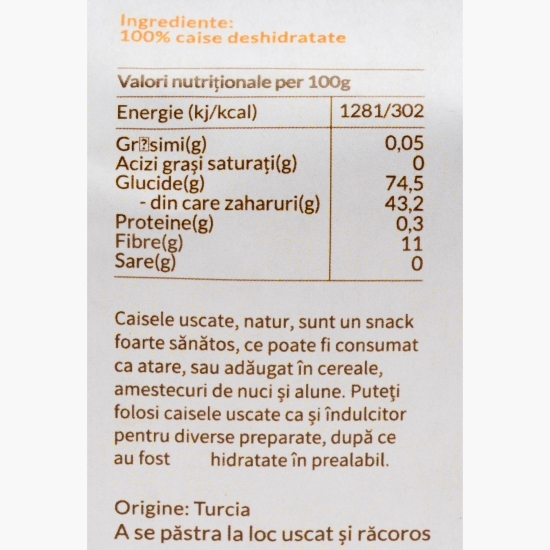 Ingrediente:
100% caise deshidratate
Valori nutriționale per 100g
Energie (kj/kcal) 1281/302
Gr⍰simi(g) 0,05
Acizi grași saturați(g) 0
Glucide(g) 74,5
- din care zaharuri(g) 43,2
Proteine(g) 0,3
Fibre(g) 11
Sare(g) 0
Caisele uscate, natur, sunt un snack
foarte sănătos, ce poate fi consumat
ca atare, sau adăugat în cereale,
amestecuri de nuci și alune. Puteți
folosi caisele uscate ca și îndulcitor
pentru diverse preparate, după ce
au fost hidratate în prealabil.
Origine: Turcia
A se păstra la loc uscat și răcoros